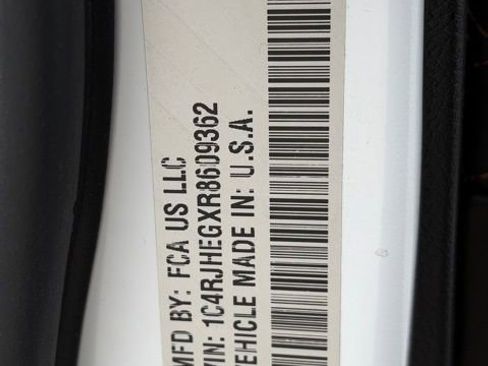 MFD BY: FCA US LLC
VIN: 1C4RJHEGXR8609362
VEHICLE MADE IN: U.S.A.